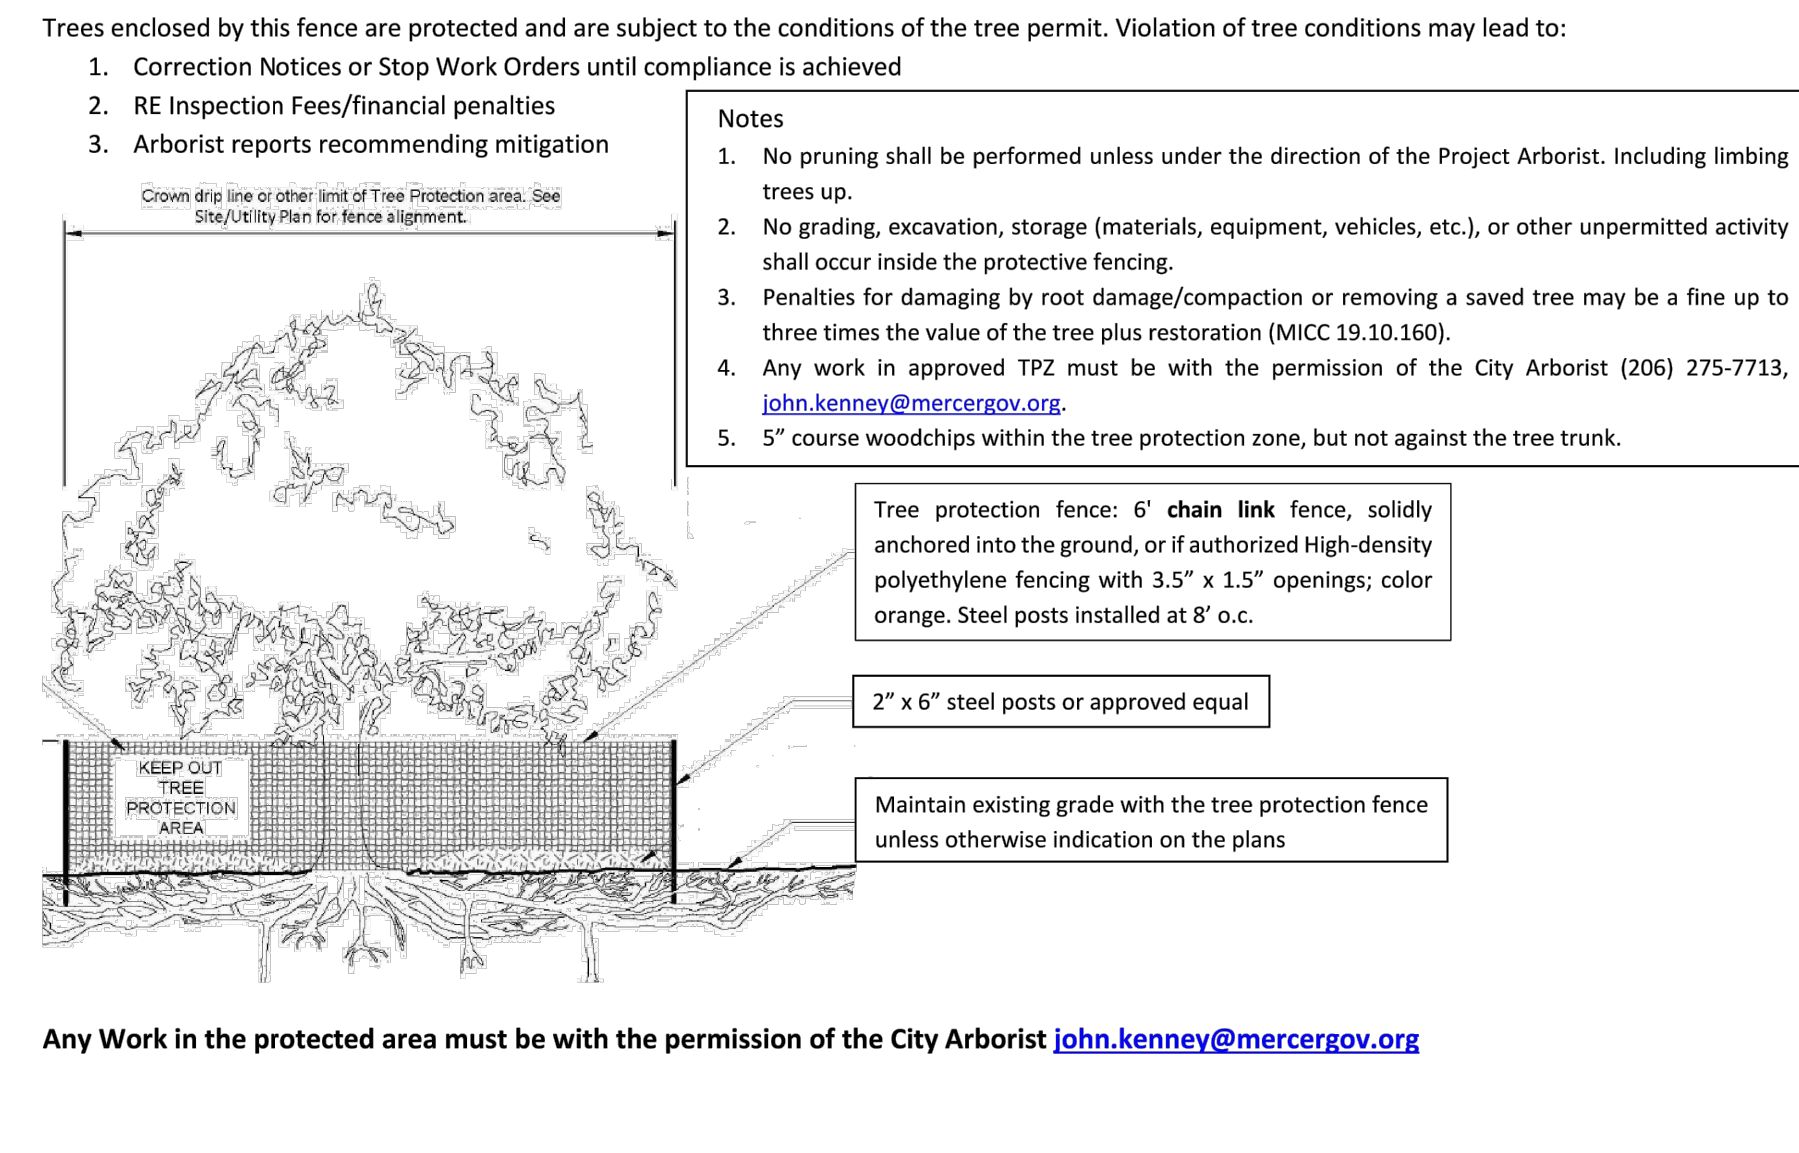 Trees enclosed by this fence are protected and are subject to the conditions of the tree permit. Violation of tree conditions may lead to:
1. Correction Notices or Stop Work Orders until compliance is achieved
2. RE Inspection Fees/financial penalties
3. Arborist reports recommending mitigation
Notes
1. No pruning shall be performed unless under the direction of the Project Arborist. Including limbing
trees up.
2. No grading, excavation, storage (materials, equipment, vehicles, etc.), or other unpermitted activity
shall occur inside the protective fencing.
3. Penalties for damaging by root damage/compaction or removing a saved tree may be a fine up to
three times the value of the tree plus restoration (MICC 19.10.160).
4. Any work in approved TPZ must be with the permission of the City Arborist (206) 275-7713,
john.kenney@mercergov.org.
5. 5” course woodchips within the tree protection zone, but not against the tree trunk.
Crown drip line or other limit of Tree Protection area. See
Site/Utility Plan for fence alignment.
Tree protection fence: 6' chain link fence, solidly
anchored into the ground, or if authorized High-density
polyethylene fencing with 3.5” x 1.5” openings; color
orange. Steel posts installed at 8’ o.c.
2” x 6” steel posts or approved equal
KEEP OUT
TREE
PROTECTION
AREA
Maintain existing grade with the tree protection fence
unless otherwise indication on the plans
Any Work in the protected area must be with the permission of the City Arborist john.kenney@mercergov.org